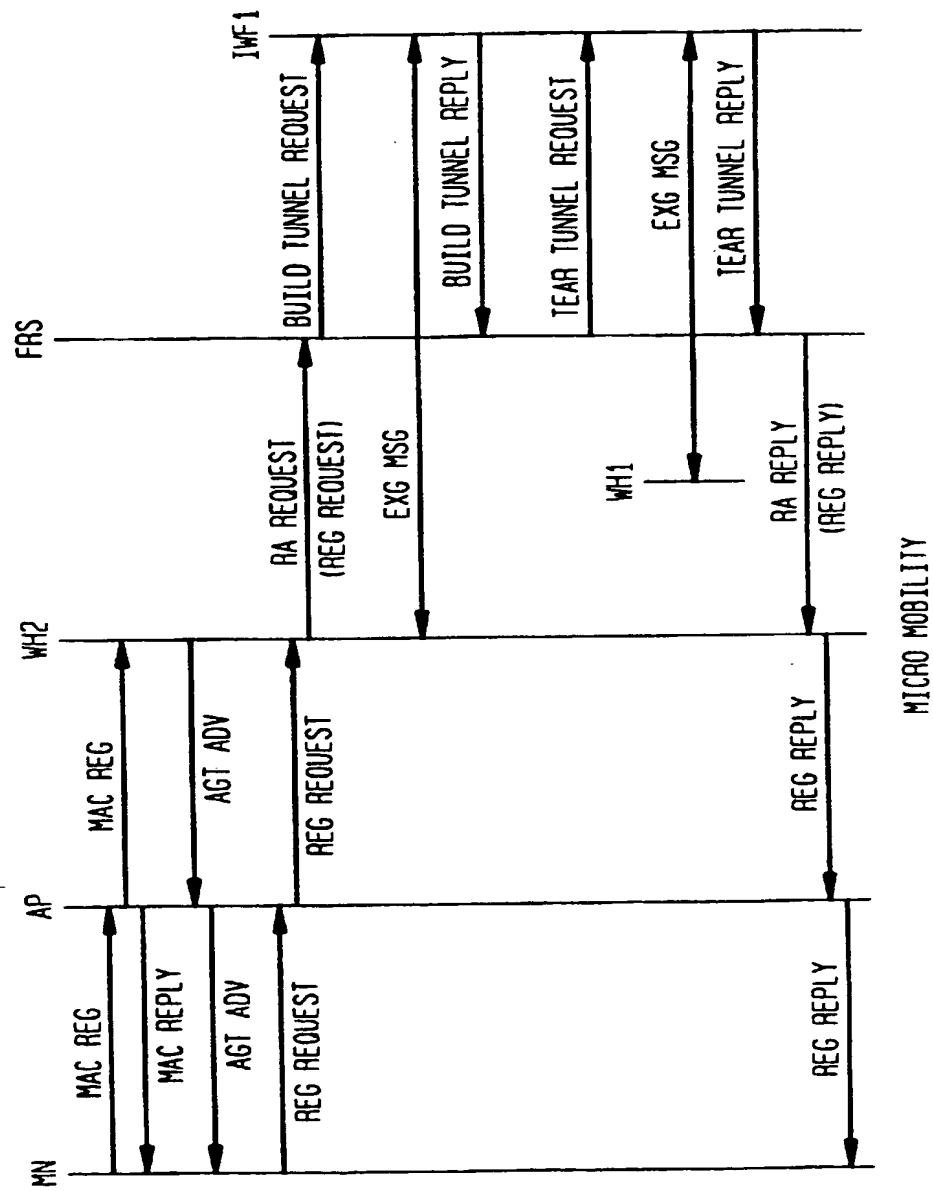 MN
AP
WH2
FRS
IWF1
MAC REG
MAC REG
MAC REPLY
AGT ADV
AGT ADV
REG REQUEST
REG REQUEST
RA REQUEST
(REG REQUEST)
BUILD TUNNEL REQUEST
EXG MSG
BUILD TUNNEL REPLY
TEAR TUNNEL REQUEST
WH1
EXG MSG
TEAR TUNNEL REPLY
RA REPLY
(REG REPLY)
REG REPLY
REG REPLY
MICRO MOBILITY